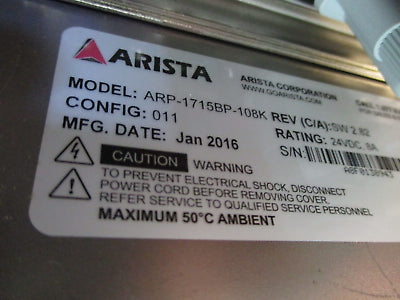 ARISTA
ARISTA CORPORATION
WWW.GOARISTA.COM
MODEL: ARP-1715BP-108K REV (C/A): SW 2.82
CONFIG: 011
RATING: 24VDC, 8A
MFG. DATE: Jan 2016
S/N:
CAUTION WARNING
TO PREVENT ELECTRICAL SHOCK, DISCONNECT
POWER CORD BEFORE REMOVING COVER.
REFER TO QUALIFIED SERVICE PERSONNEL
MAXIMUM 50°C AMBIENT